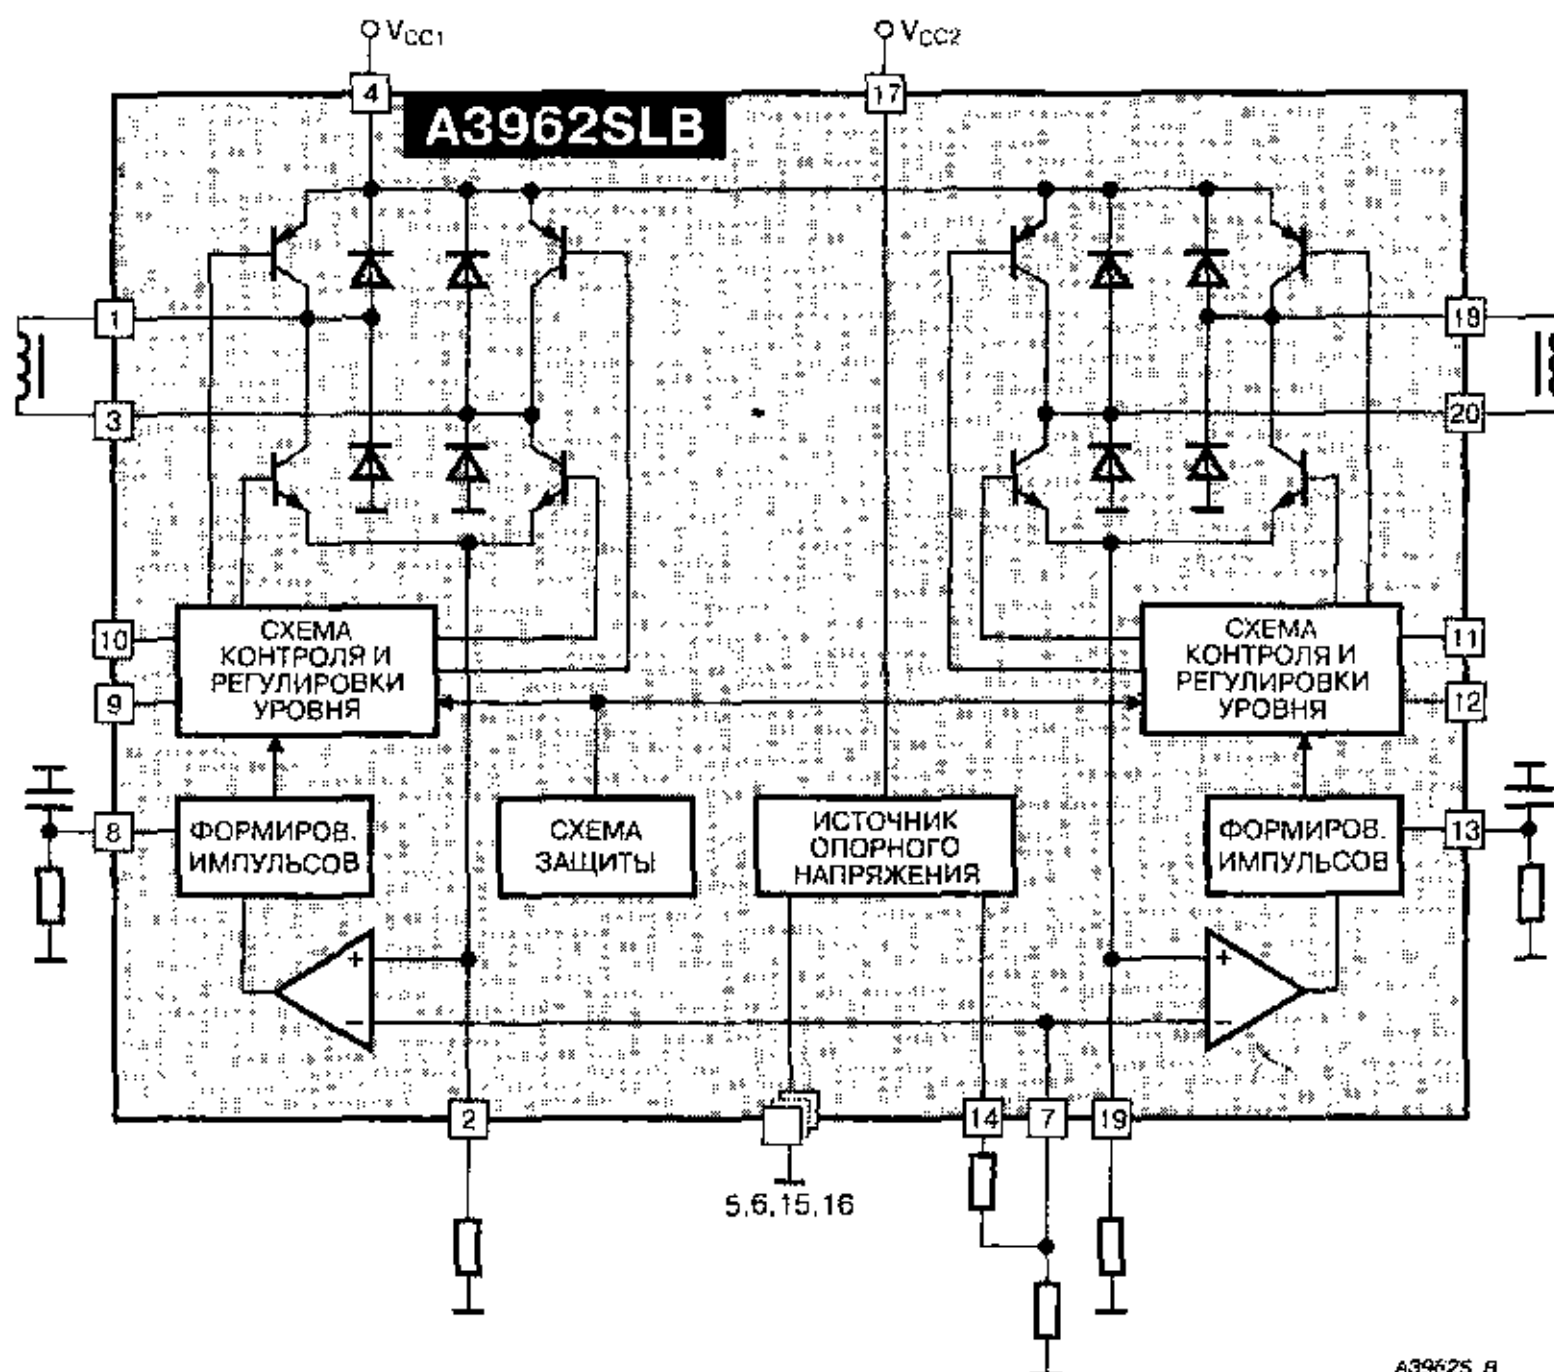 VCC1
VCC2
4
17
A3962SLB
1
18
3
20
10
СХЕМА
КОНТРОЛЯ И
РЕГУЛИРОВКИ
УРОВНЯ
9
СХЕМА
КОНТРОЛЯ И
РЕГУЛИРОВКИ
УРОВНЯ
11
12
8
ФОРМИРОВ.
ИМПУЛЬСОВ
СХЕМА
ЗАЩИТЫ
ИСТОЧНИК
ОПОРНОГО
НАПРЯЖЕНИЯ
ФОРМИРОВ.
ИМПУЛЬСОВ
13
+
−
+
−
2
14
7
19
5,6,15,16